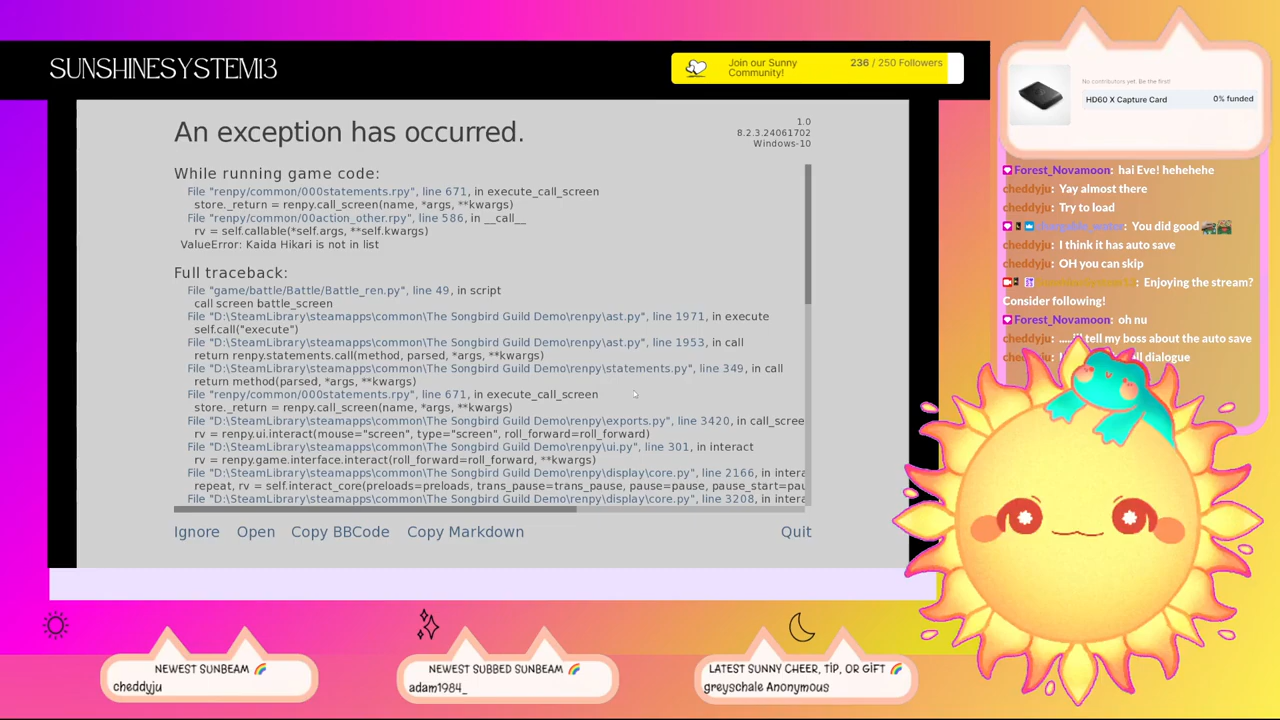 SUNSHINESYSTEM13
Join our Sunny
Community!
236 / 250 Followers
An exception has occurred.
1.0
8.2.3.24061702
Windows-10
While running game code:
File "renpy/common/000statements.rpy", line 671, in execute_call_screen
store._return = renpy.call_screen(name, *args, **kwargs)
File "renpy/common/00action_other.rpy", line 586, in __call__
rv = self.callable(*self.args, **self.kwargs)
ValueError: Kaida Hikari is not in list
Full traceback:
File "game/battle/Battle/Battle_ren.py", line 49, in script
call screen battle_screen
File "D:\SteamLibrary\steamapps\common\The Songbird Guild Demo\renpy\ast.py", line 1971, in execute
self.call("execute")
File "D:\SteamLibrary\steamapps\common\The Songbird Guild Demo\renpy\ast.py", line 1953, in call
return renpy.statements.call(method, parsed, *args, **kwargs)
File "D:\SteamLibrary\steamapps\common\The Songbird Guild Demo\renpy\statements.py", line 349, in call
return method(parsed, *args, **kwargs)
File "renpy/common/000statements.rpy", line 671, in execute_call_screen
store._return = renpy.call_screen(name, *args, **kwargs)
File "D:\SteamLibrary\steamapps\common\The Songbird Guild Demo\renpy\exports.py", line 3420, in call_scree
rv = renpy.ui.interact(mouse="screen", type="screen", roll_forward=roll_forward)
File "D:\SteamLibrary\steamapps\common\The Songbird Guild Demo\renpy\ui.py", line 301, in interact
rv = renpy.game.interface.interact(roll_forward=roll_forward, **kwargs)
File "D:\SteamLibrary\steamapps\common\The Songbird Guild Demo\renpy\display\core.py", line 2166, in intera
repeat, rv = self.interact_core(preloads=preloads, trans_pause=trans_pause, pause=pause, pause_start=pau
File "D:\SteamLibrary\steamapps\common\The Songbird Guild Demo\renpy\display\core.py", line 3208, in intera
Ignore
Open
Copy BBCode
Copy Markdown
Quit
No contributors yet. Be the first!
HD60 X Capture Card
0% funded
Forest_Novamoon: hai Eve! hehehehe
cheddyju: Yay almost there
cheddyju: Try to load
You did good
cheddyju: I think it has auto save
cheddyju: OH you can skip
Enjoying the stream?
Consider following!
Forest_Novamoon: oh nu
cheddyju: tell my boss about the auto save
cheddyju: dialogue
NEWEST SUNBEAM
cheddyju
NEWEST SUBBED SUNBEAM
adam1984_
LATEST SUNNY CHEER, TIP, OR GIFT
greyschale Anonymous